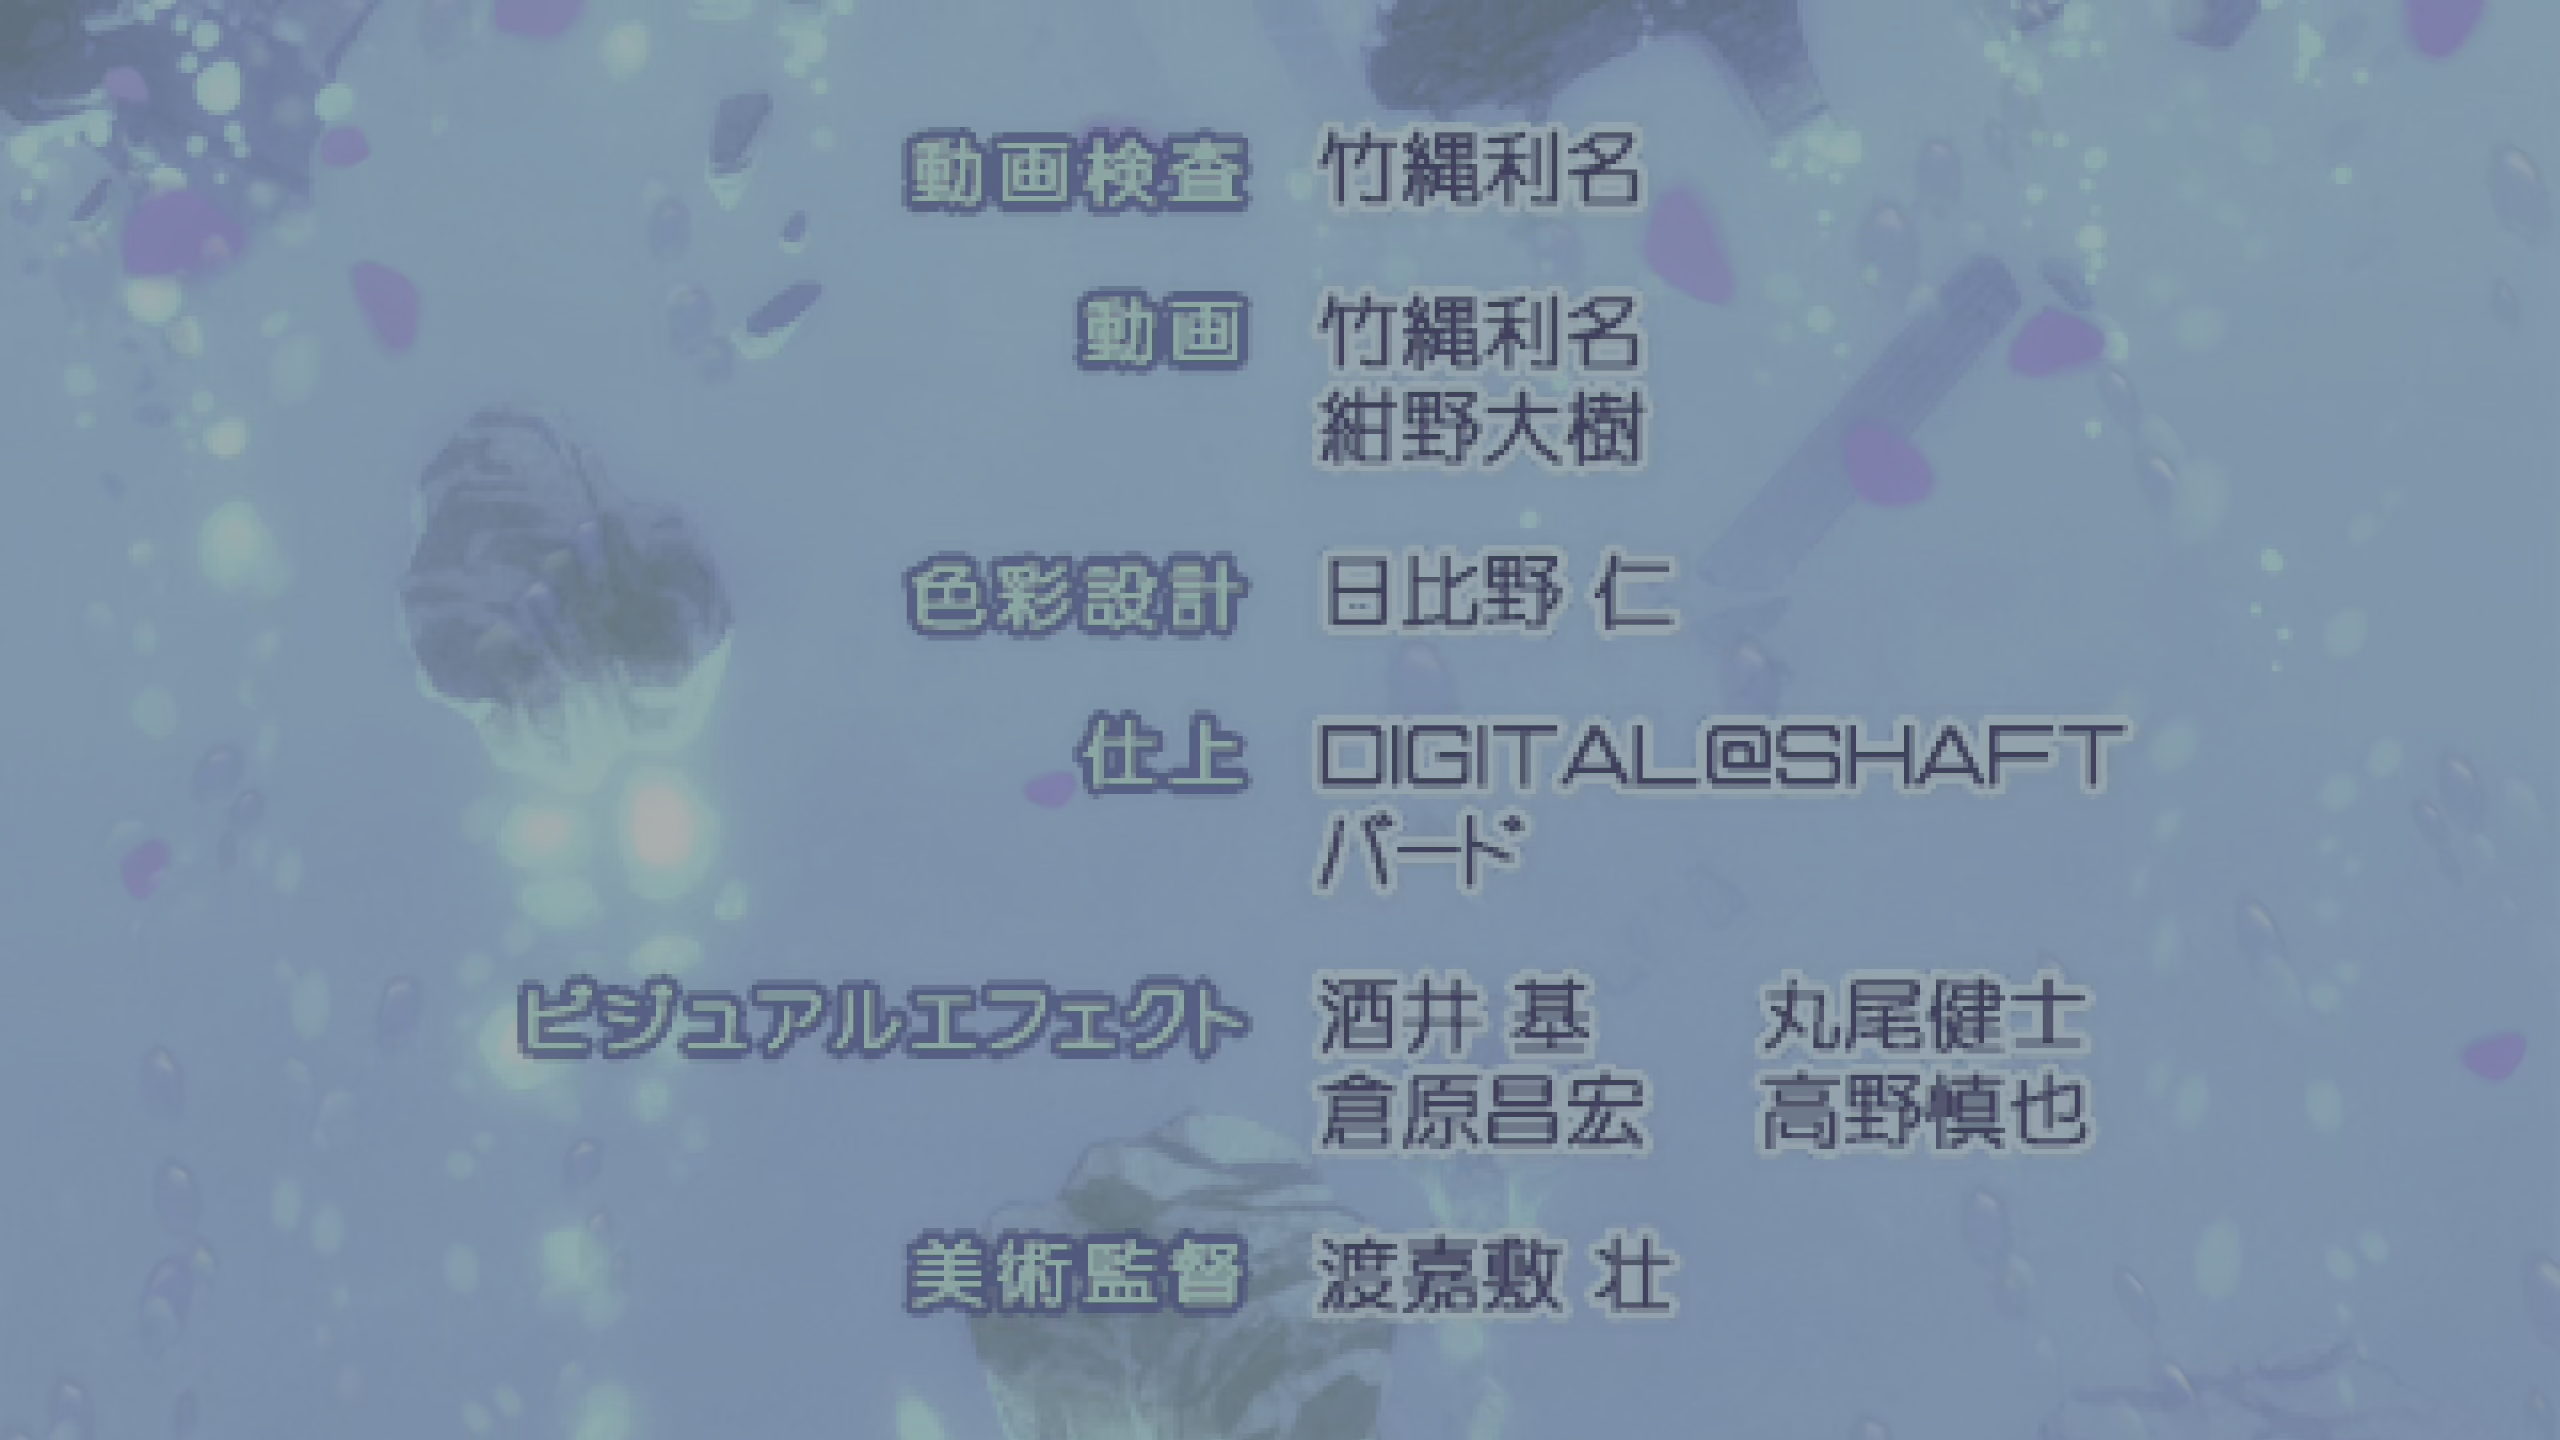 動画検査 竹縄利名
動画 竹縄利名
紺野大樹
色彩設計 日比野 仁
仕上 DIGITAL@SHAFT
バード
ビジュアルエフェクト 酒井 基 丸尾健士
倉原昌宏 高野慎也
美術監督 渡嘉敷 壮